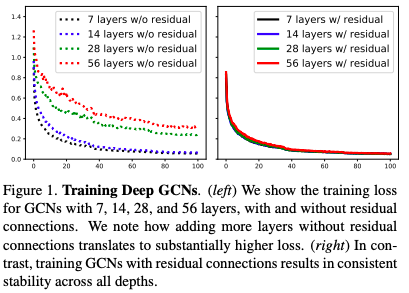 7 layers w/o residual
14 layers w/o residual
28 layers w/o residual
56 layers w/o residual
1.4
1.2
1.0
0.8
0.6
0.4
0.2
0.0
0 20 40 60 80 100
7 layers w/ residual
14 layers w/ residual
28 layers w/ residual
56 layers w/ residual
0 20 40 60 80 100
Figure 1. Training Deep GCNs. (left) We show the training loss
for GCNs with 7, 14, 28, and 56 layers, with and without residual
connections. We note how adding more layers without residual
connections translates to substantially higher loss. (right) In con-
trast, training GCNs with residual connections results in consistent
stability across all depths.